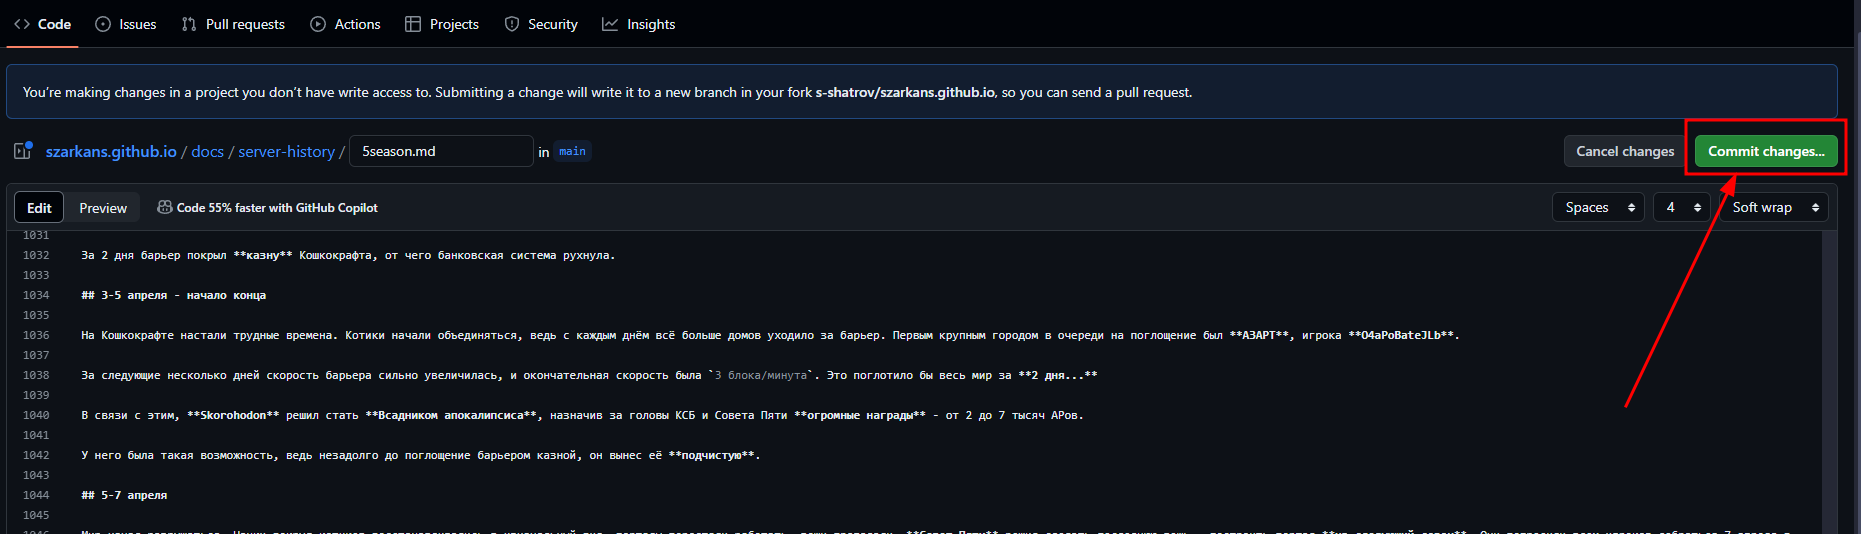 Code Issues Pull requests Actions Projects Security Insights
You're making changes in a project you don't have write access to. Submitting a change will write it to a new branch in your fork s-shatrov/szarkans.github.io, so you can send a pull request.
szarkans.github.io / docs / server-history / 5season.md in main Cancel changes Commit changes...
Edit Preview Code 55% faster with GitHub Copilot Spaces 4 Soft wrap
1031
1032 За 2 дня барьер покрыл **казну** Кошкокрафта, от чего банковская система рухнула.
1033
1034 ## 3-5 апреля - начало конца
1035
1036 На Кошкокрафте настали трудные времена. Котики начали объединяться, ведь с каждым днём всё больше домов уходило за барьер. Первым крупным городом в очереди на поглощение был **АЗАРТ**, игрока **O4aPoBateJLb**.
1037
1038 За следующие несколько дней скорость барьера сильно увеличилась, и окончательная скорость была `3 блока/минута`. Это поглотило бы весь мир за **2 дня...**
1039
1040 В связи с этим, **Skorohodon** решил стать **Всадником апокалипсиса**, назначив за головы КСБ и Совета Пяти **огромные награды** - от 2 до 7 тысяч АРов.
1041
1042 У него была такая возможность, ведь незадолго до поглощение барьером казной, он вынес её **подчистую**.
1043
1044 ## 5-7 апреля
1045